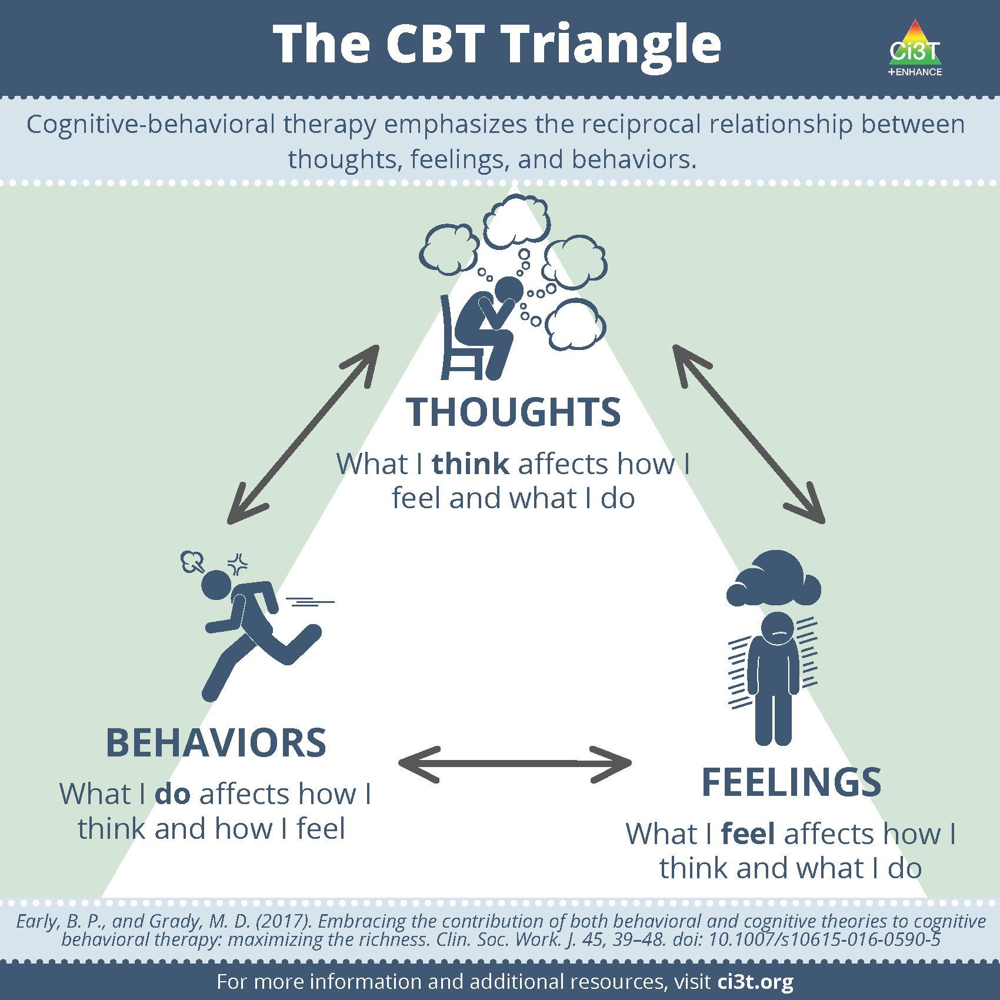 The CBT Triangle
Ci3T
+ENHANCE
Cognitive-behavioral therapy emphasizes the reciprocal relationship between
thoughts, feelings, and behaviors.
THOUGHTS
What I think affects how I
feel and what I do
BEHAVIORS
What I do affects how I
think and how I feel
FEELINGS
What I feel affects how I
think and what I do
Early, B. P., and Grady, M. D. (2017). Embracing the contribution of both behavioral and cognitive theories to cognitive
behavioral therapy: maximizing the richness. Clin. Soc. Work. J. 45, 39–48. doi: 10.1007/s10615-016-0590-5
For more information and additional resources, visit ci3t.org